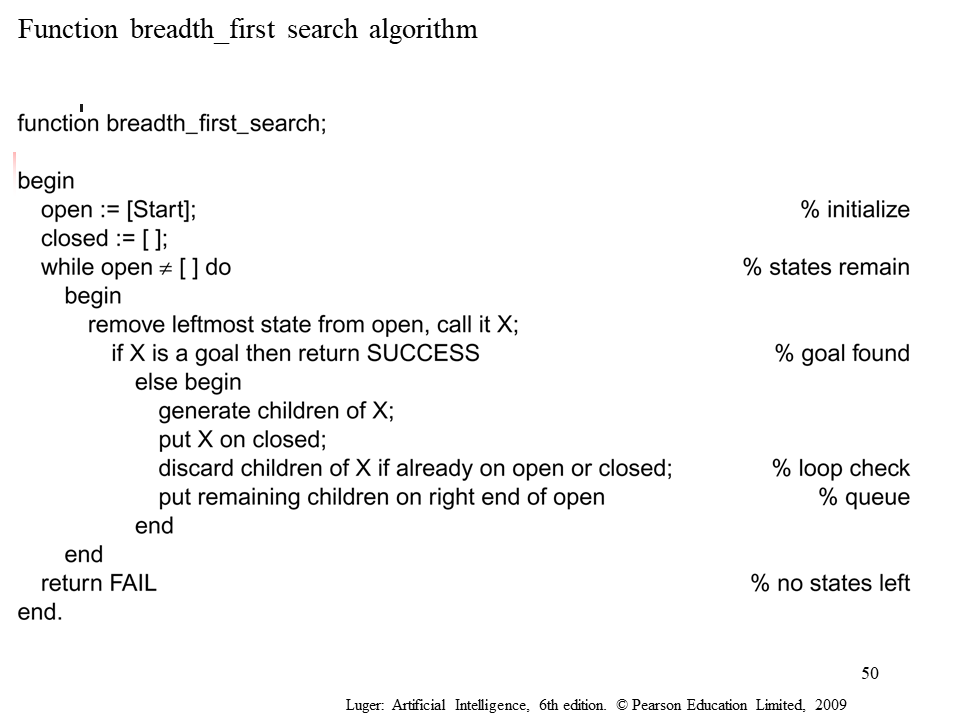 Function breadth_first search algorithm
function breadth_first_search;
begin
open := [Start]; % initialize
closed := [ ];
while open ≠ [ ] do % states remain
begin
remove leftmost state from open, call it X;
if X is a goal then return SUCCESS % goal found
else begin
generate children of X;
put X on closed;
discard children of X if already on open or closed; % loop check
put remaining children on right end of open % queue
end
end
return FAIL % no states left
end.
50
Luger: Artificial Intelligence, 6th edition. © Pearson Education Limited, 2009